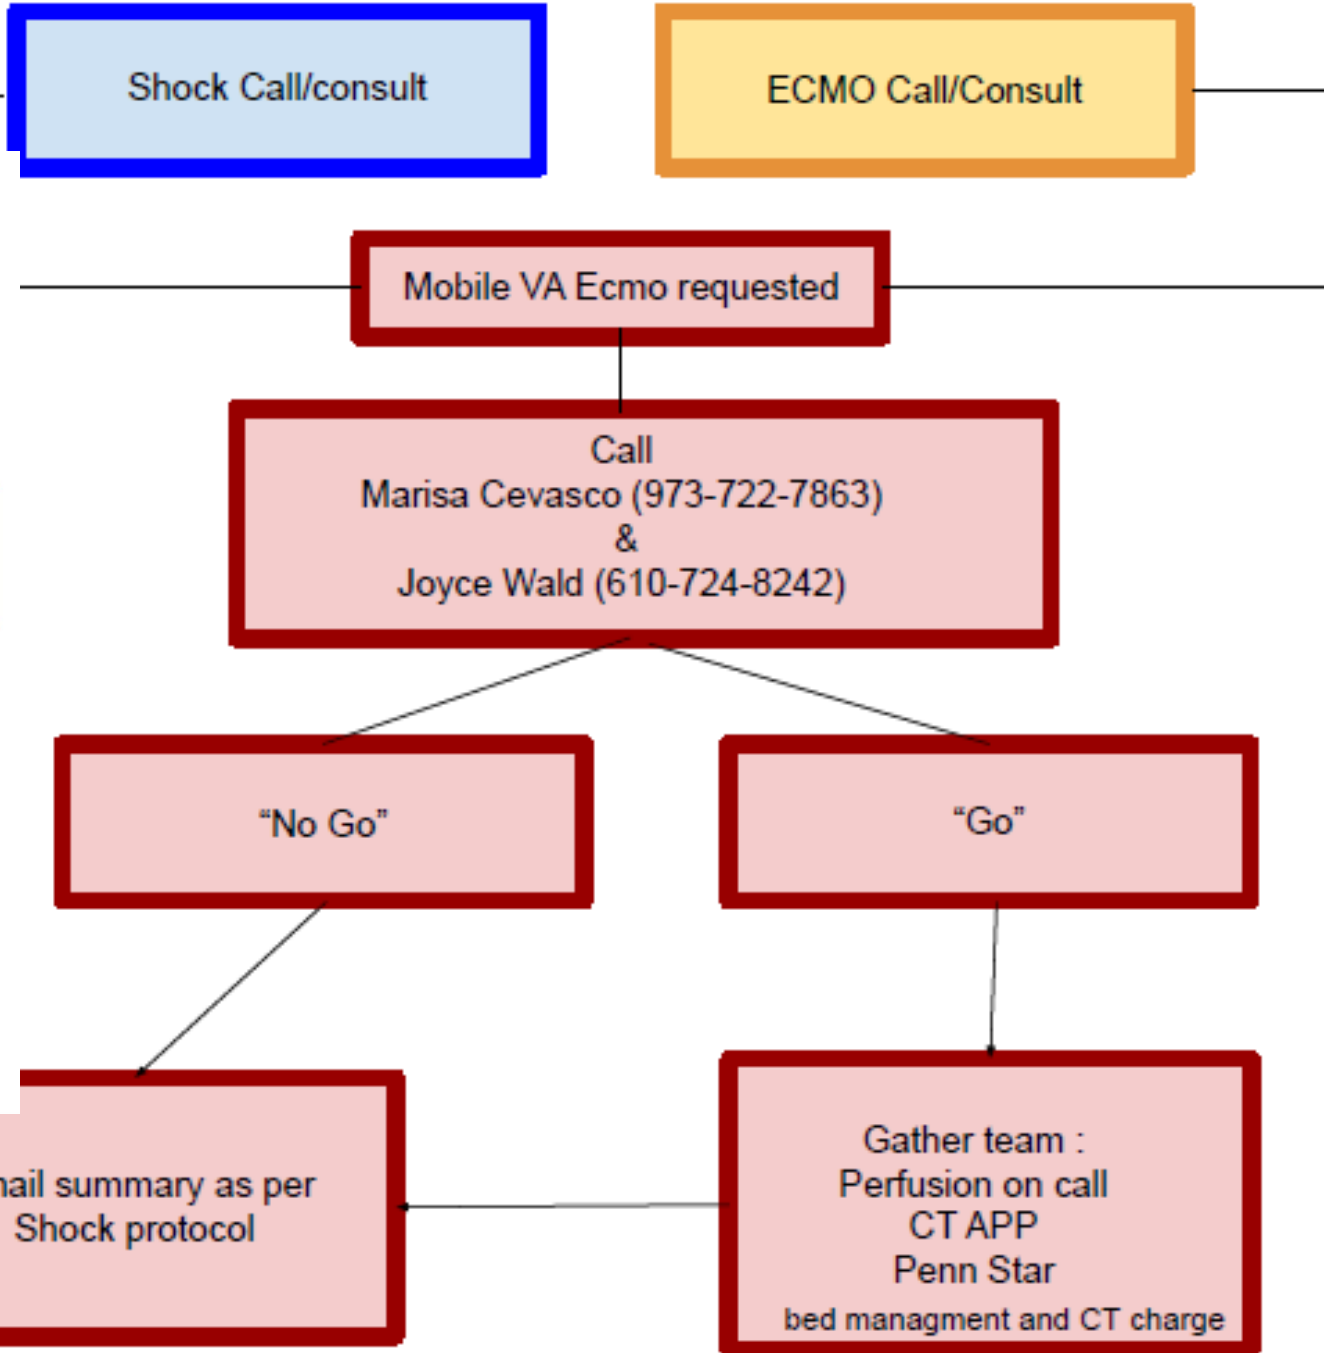 Shock Call/consult
ECMO Call/Consult
Mobile VA Ecmo requested
Call
Marisa Cevasco (973-722-7863)
&
Joyce Wald (610-724-8242)
“No Go”
“Go”
summary as per
Shock protocol
Gather team :
Perfusion on call
CT APP
Penn Star
bed managment and CT charge